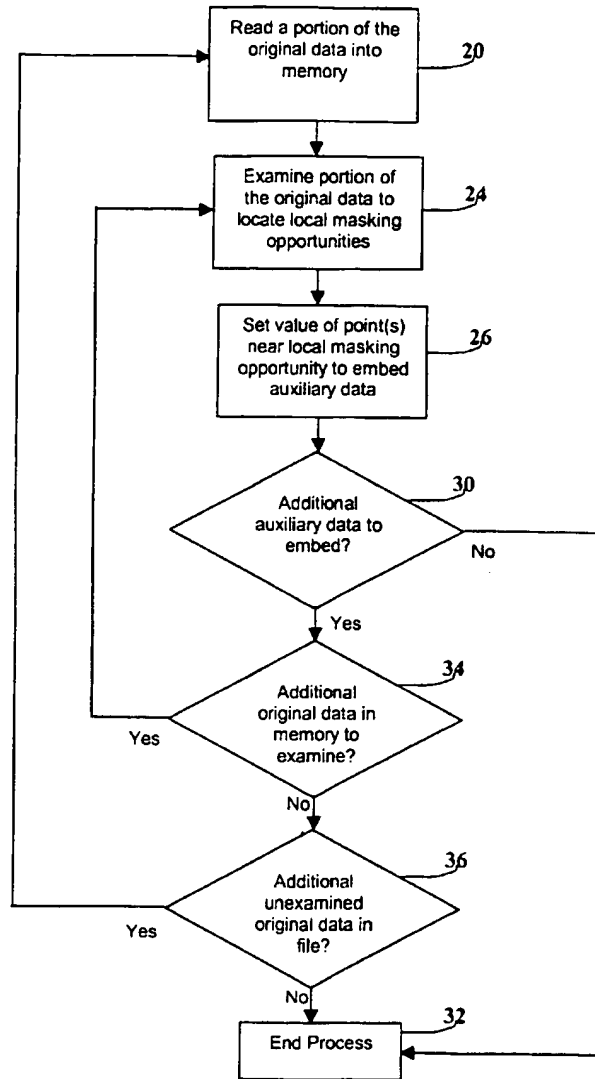 Read a portion of the
original data into
memory
20
Examine portion of
the original data to
locate local masking
opportunities
24
Set value of point(s)
near local masking
opportunity to embed
auxiliary data
26
Additional
auxiliary data to
embed?
30
No
Yes
Additional
original data in
memory to
examine?
34
Yes
No
Additional
unexamined
original data in
file?
36
Yes
No
End Process
32